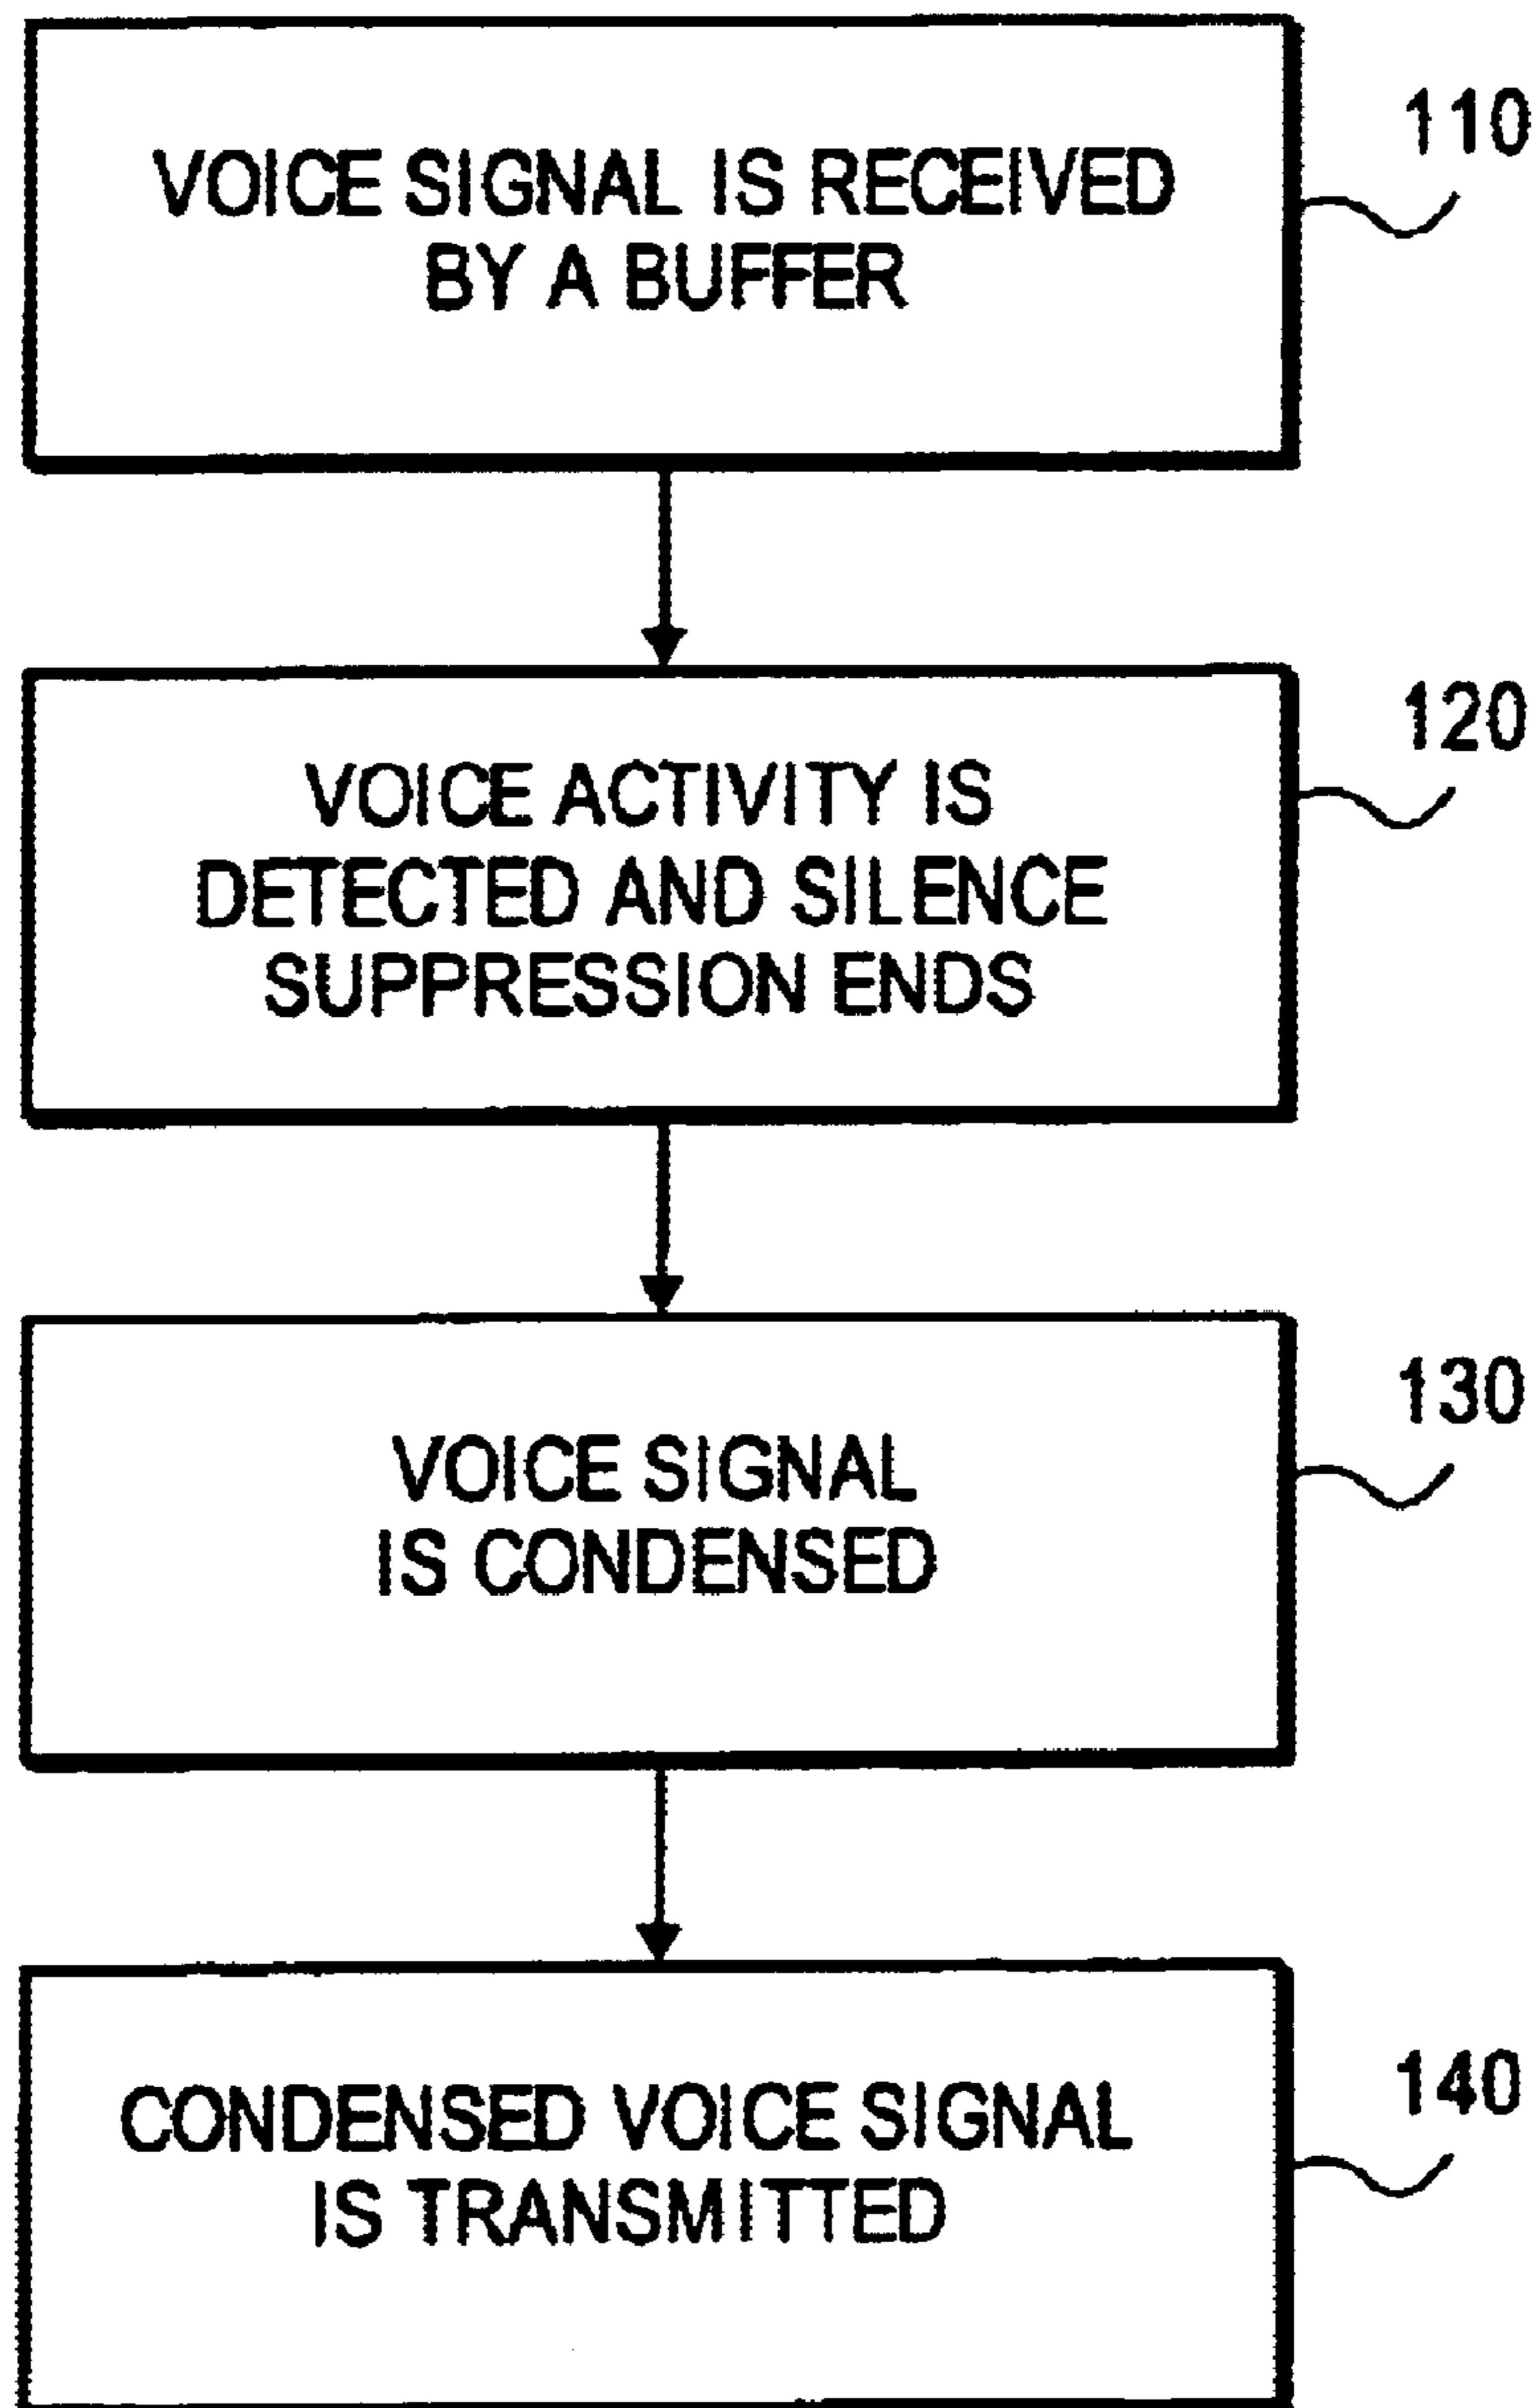 VOICE SIGNAL IS RECEIVED
BY A BUFFER
110
VOICE ACTIVITY IS
DETECTED AND SILENCE
SUPPRESSION ENDS
120
VOICE SIGNAL
IS CONDENSED
130
CONDENSED VOICE SIGNAL
IS TRANSMITTED
140